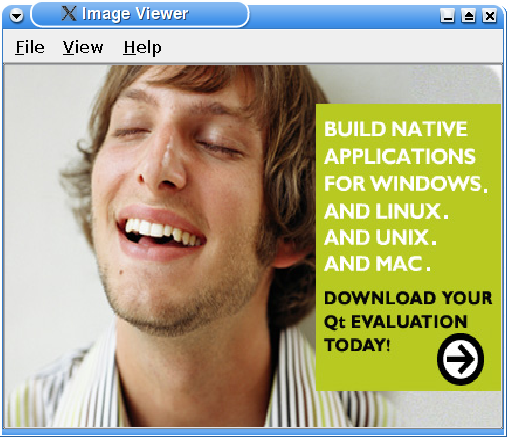 Image Viewer
File View Help
BUILD NATIVE
APPLICATIONS
FOR WINDOWS.
AND LINUX.
AND UNIX.
AND MAC.
DOWNLOAD YOUR
Qt EVALUATION
TODAY!